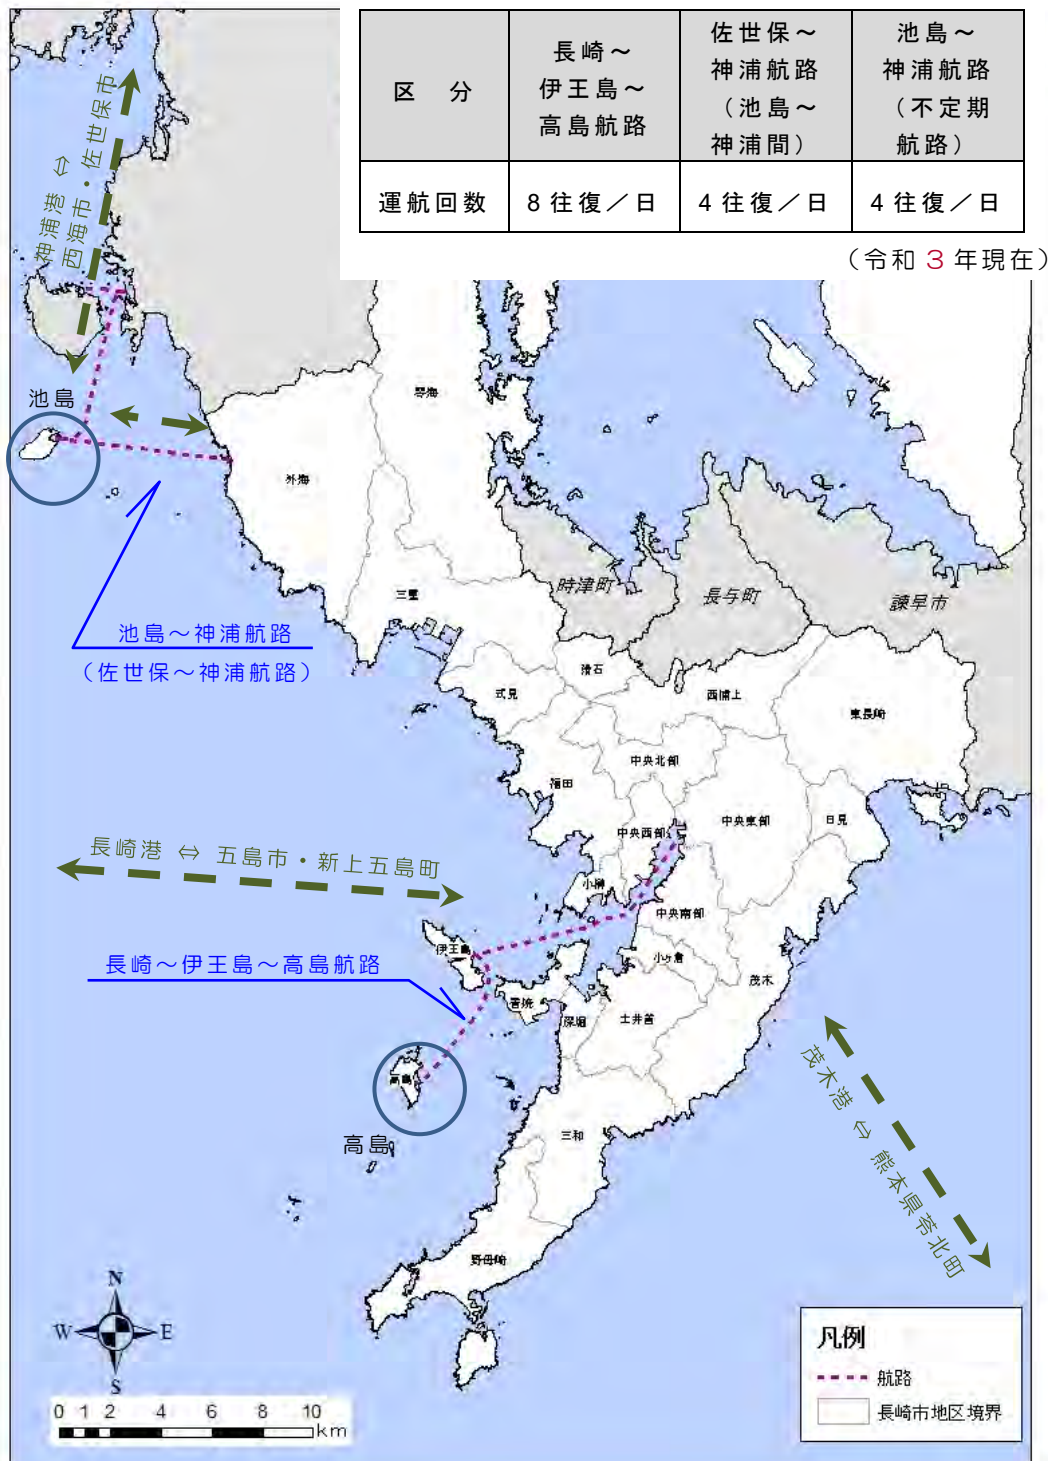 区 分
長崎～
伊王島～
高島航路
佐世保～
神浦航路
（池島～
神浦間）
池島～
神浦航路
（不定期
航路）
運航回数
8 往復／日
4 往復／日
4 往復／日
（令和 3 年現在）
神浦港 ⇔
西海市・佐世保市
池島
琴海
外海
三重
時津町
長与町
諫早市
池島～神浦航路
（佐世保～神浦航路）
滑石
式見
西浦上
東長崎
中央北部
福田
中央西部
中央東部
日見
長崎港 ⇔ 五島市・新上五島町
小榊
中央南部
伊王島
小ヶ倉
長崎～伊王島～高島航路
茂木
香焼
深堀
土井首
高島
高島
茂木港 ⇔ 熊本県苓北町
三和
野母崎
N
W
E
S
0 1 2 4 6 8 10
km
凡例
航路
長崎市地区境界